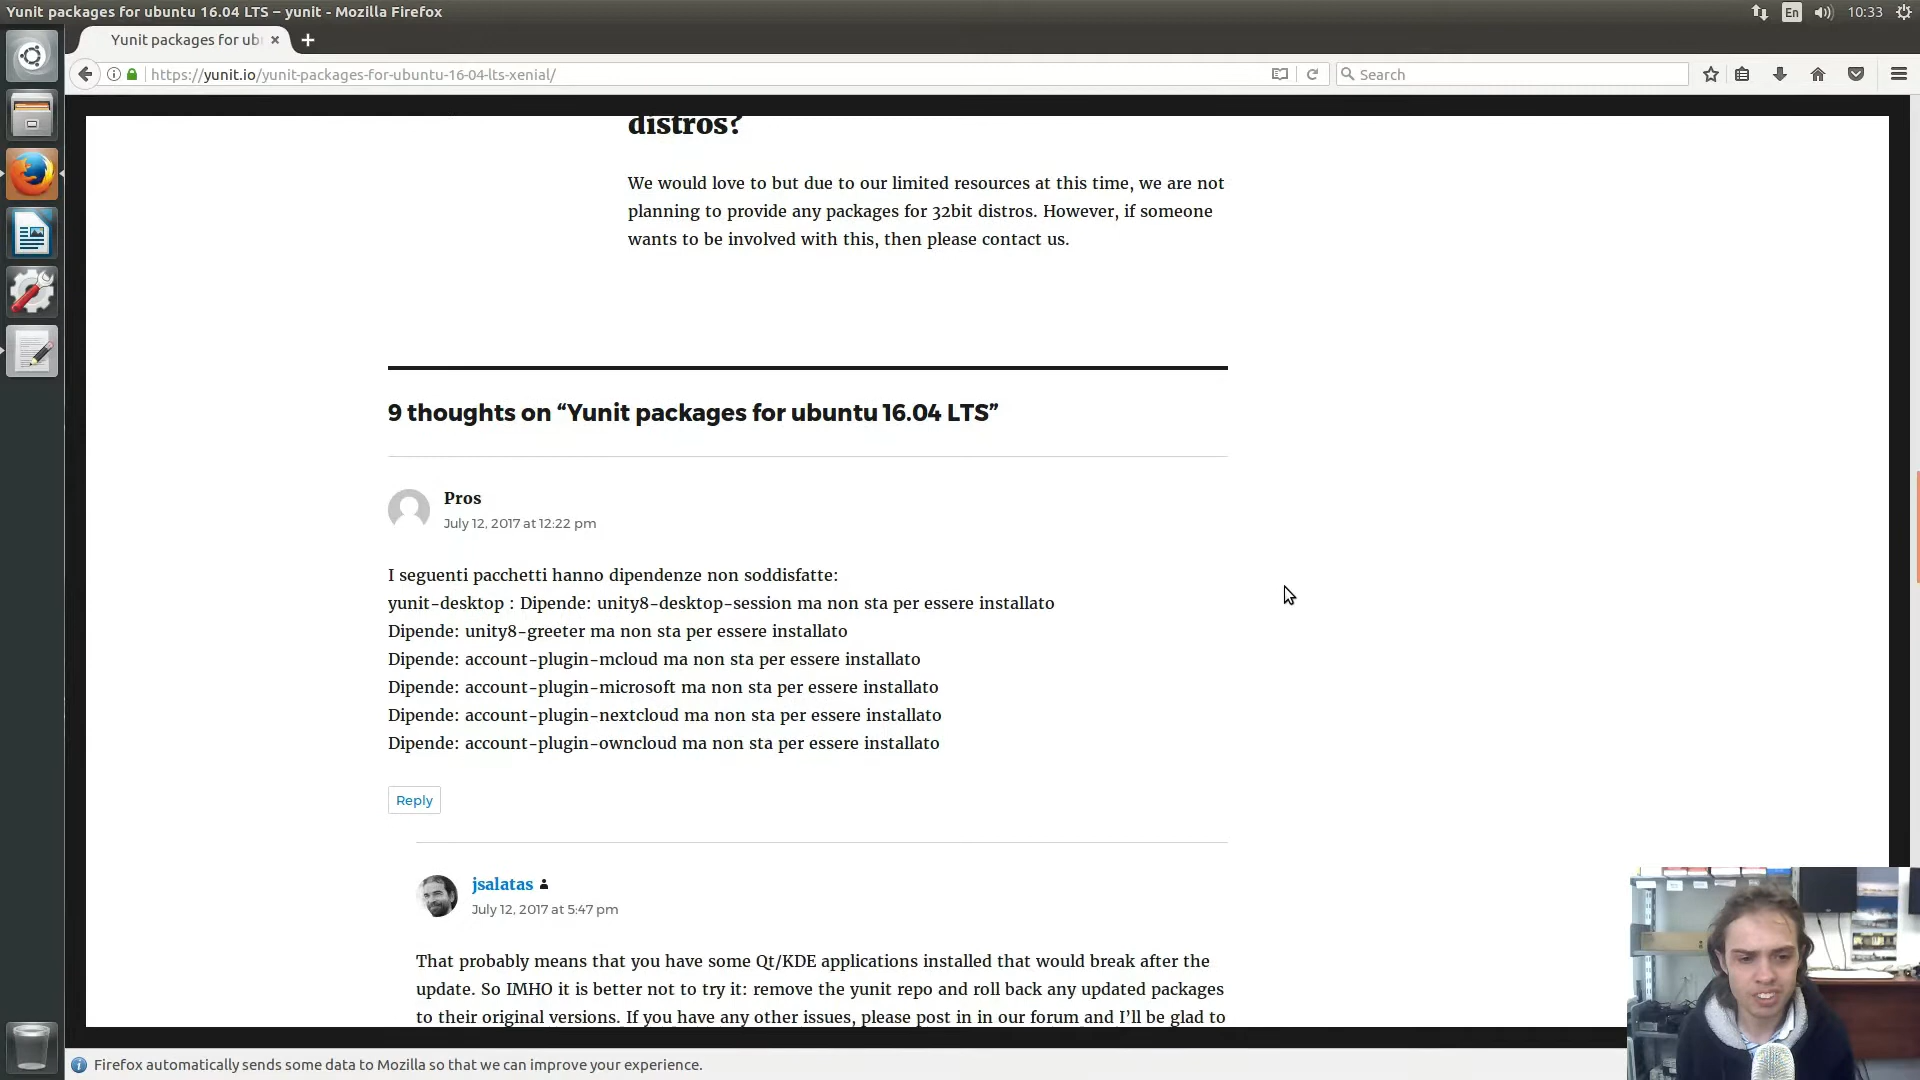 Yunit packages for ubuntu 16.04 LTS – yunit - Mozilla Firefox
En
10:33
Yunit packages for ub
https://yunit.io/yunit-packages-for-ubuntu-16-04-lts-xenial/
Search
distros?
We would love to but due to our limited resources at this time, we are not
planning to provide any packages for 32bit distros. However, if someone
wants to be involved with this, then please contact us.
9 thoughts on “Yunit packages for ubuntu 16.04 LTS”
Pros
July 12, 2017 at 12:22 pm
I seguenti pacchetti hanno dipendenze non soddisfatte:
yunit-desktop : Dipende: unity8-desktop-session ma non sta per essere installato
Dipende: unity8-greeter ma non sta per essere installato
Dipende: account-plugin-mcloud ma non sta per essere installato
Dipende: account-plugin-microsoft ma non sta per essere installato
Dipende: account-plugin-nextcloud ma non sta per essere installato
Dipende: account-plugin-owncloud ma non sta per essere installato
Reply
jsalatas
July 12, 2017 at 5:47 pm
That probably means that you have some Qt/KDE applications installed that would break after the
update. So IMHO it is better not to try it: remove the yunit repo and roll back any updated packages
to their original versions. If you have any other issues, please post in in our forum and I’ll be glad to
Firefox automatically sends some data to Mozilla so that we can improve your experience.